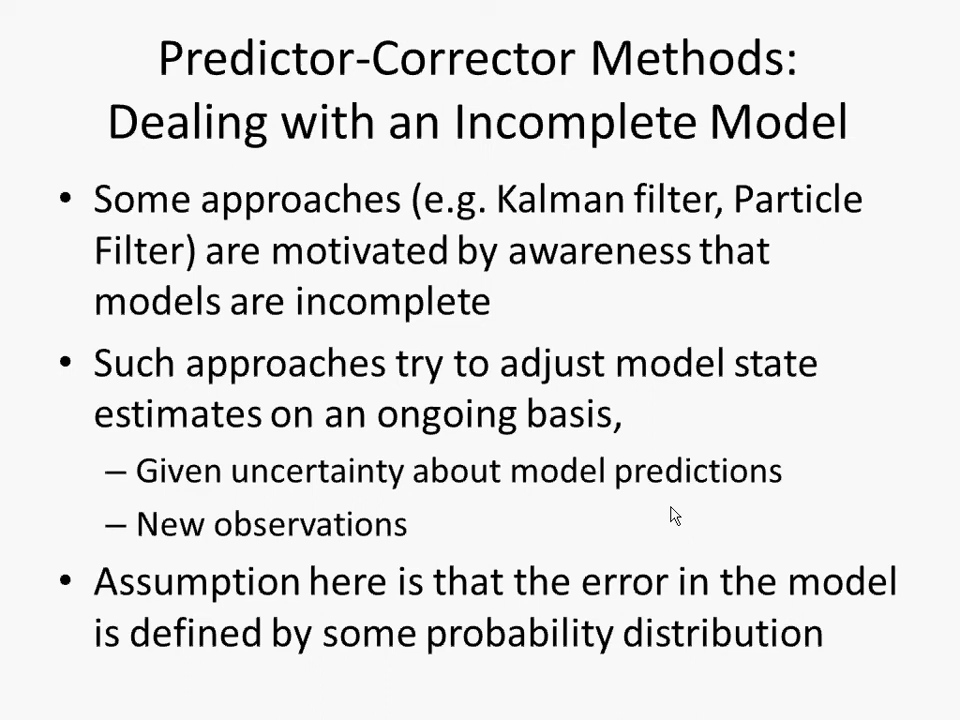 Predictor-Corrector Methods:
Dealing with an Incomplete Model
• Some approaches (e.g. Kalman filter, Particle
Filter) are motivated by awareness that
models are incomplete
• Such approaches try to adjust model state
estimates on an ongoing basis,
– Given uncertainty about model predictions
– New observations
• Assumption here is that the error in the model
is defined by some probability distribution